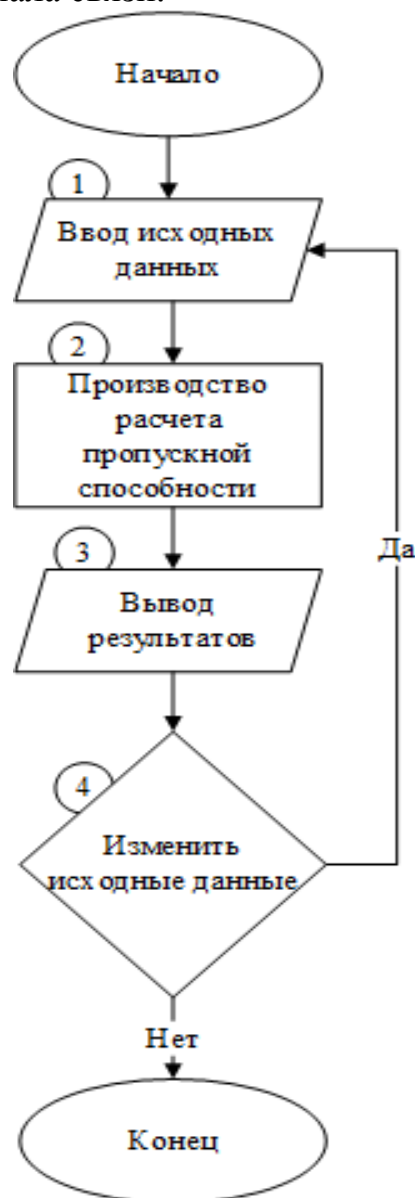 Начало
1
Ввод исходных
данных
2
Производство
расчета
пропускной
способности
3
Вывод
результатов
Да
4
Изменить
исходные данные
Нет
Конец